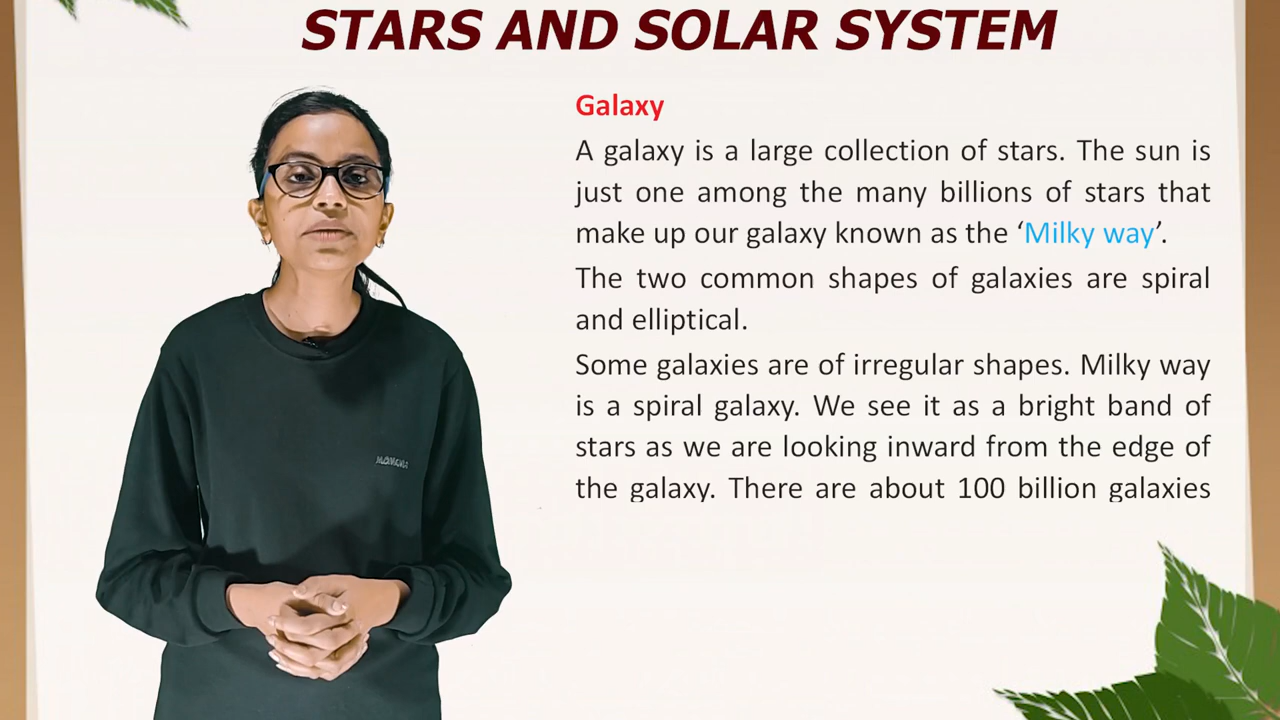 STARS AND SOLAR SYSTEM
Galaxy
A galaxy is a large collection of stars. The sun is
just one among the many billions of stars that
make up our galaxy known as the ‘Milky way’.
The two common shapes of galaxies are spiral
and elliptical.
Some galaxies are of irregular shapes. Milky way
is a spiral galaxy. We see it as a bright band of
stars as we are looking inward from the edge of
the galaxy. There are about 100 billion galaxies